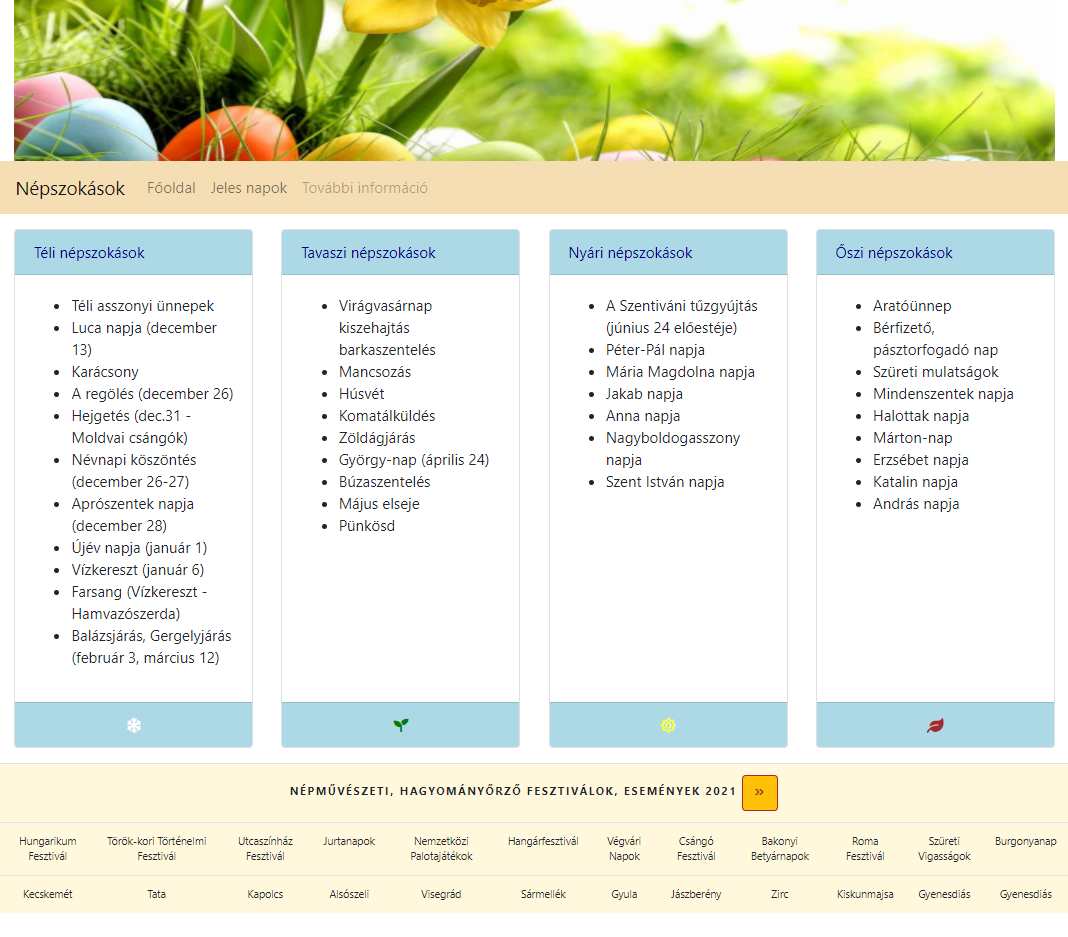 Népszokások Főoldal Jeles napok További információ
Téli népszokások
Téli asszonyi ünnepek
Luca napja (december
13)
Karácsony
A regölés (december 26)
Hejgetés (dec.31 -
Moldvai csángók)
Névnapi köszöntés
(december 26-27)
Aprószentek napja
(december 28)
Újév napja (január 1)
Vízkereszt (január 6)
Farsang (Vízkereszt -
Hamvazószerda)
Balázsjárás, Gergelyjárás
(február 3, március 12)
Tavaszi népszokások
Virágvasárnap
kiszehajtás
barkaszentelés
Mancsozás
Húsvét
Komatálküldés
Zöldágjárás
György-nap (április 24)
Búzaszentelés
Május elseje
Pünkösd
Nyári népszokások
A Szentiváni tűzgyújtás
(június 24 előestéje)
Péter-Pál napja
Mária Magdolna napja
Jakab napja
Anna napja
Nagyboldogasszony
napja
Szent István napja
Őszi népszokások
Aratóünnep
Bérfizető,
pásztorfogadó nap
Szüreti mulatságok
Mindenszentek napja
Halottak napja
Márton-nap
Erzsébet napja
Katalin napja
András napja
NÉPMŰVÉSZETI, HAGYOMÁNYŐRZŐ FESZTIVÁLOK, ESEMÉNYEK 2021 »
Hungarikum
Fesztivál
Török-kori Történelmi
Fesztivál
Utcaszínház
Fesztivál
Jurtanapok
Nemzetközi
Palotajátékok
Hangárfesztivál
Végvári
Napok
Csángó
Fesztivál
Bakonyi
Betyárnapok
Roma
Fesztivál
Szüreti
Vigasságok
Burgonyanap
Kecskemét Tata Kapolcs Alsószeli Visegrád Sármellék Gyula Jászberény Zirc Kiskunmajsa Gyenesdiás Gyenesdiás